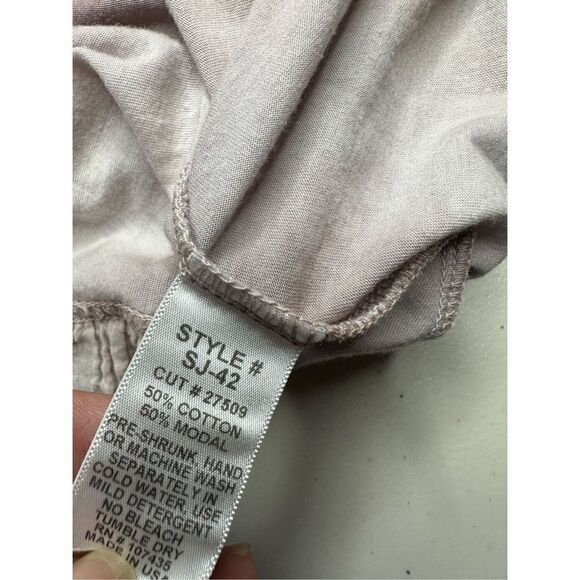 STYLE #
SJ-42
CUT # 27509
50% COTTON
50% MODAL
PRE-SHRUNK, HAND
OR MACHINE WASH
SEPARATELY IN
COLD WATER. USE
MILD DETERGENT
NO BLEACH
TUMBLE DRY
RN # 107435
MADE IN USA